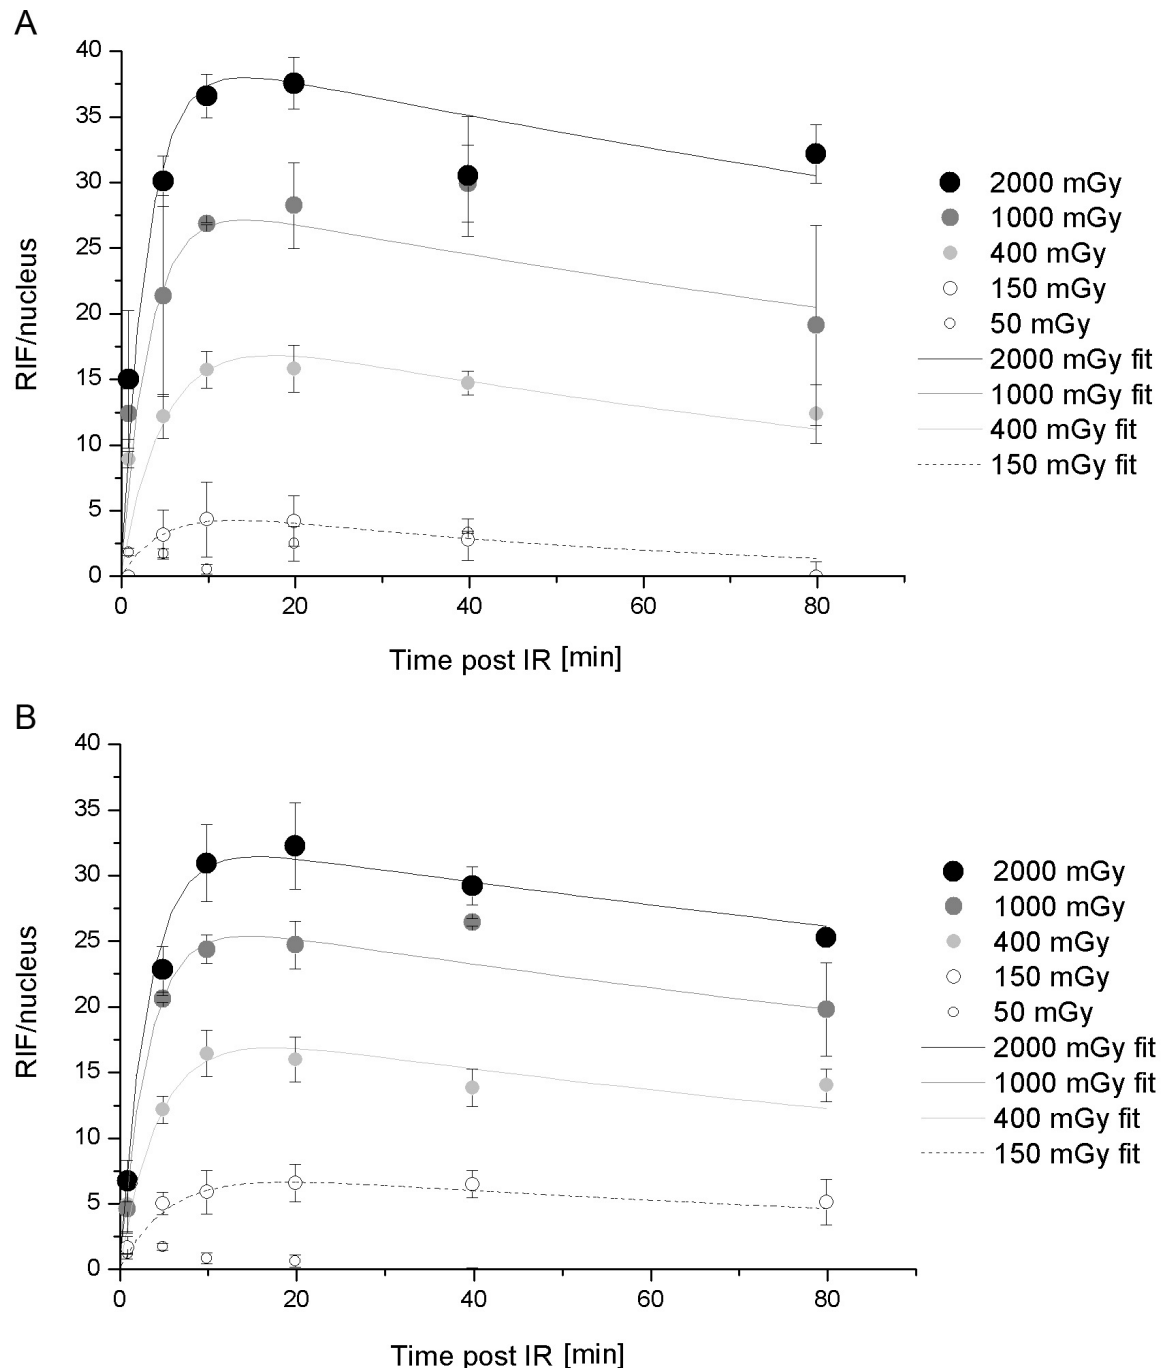 A
40
35
30
25
20
15
10
5
0
RIF/nucleus
0 20 40 60 80
Time post IR [min]
2000 mGy
1000 mGy
400 mGy
150 mGy
50 mGy
2000 mGy fit
1000 mGy fit
400 mGy fit
150 mGy fit
B
40
35
30
25
20
15
10
5
0
RIF/nucleus
0 20 40 60 80
Time post IR [min]
2000 mGy
1000 mGy
400 mGy
150 mGy
50 mGy
2000 mGy fit
1000 mGy fit
400 mGy fit
150 mGy fit